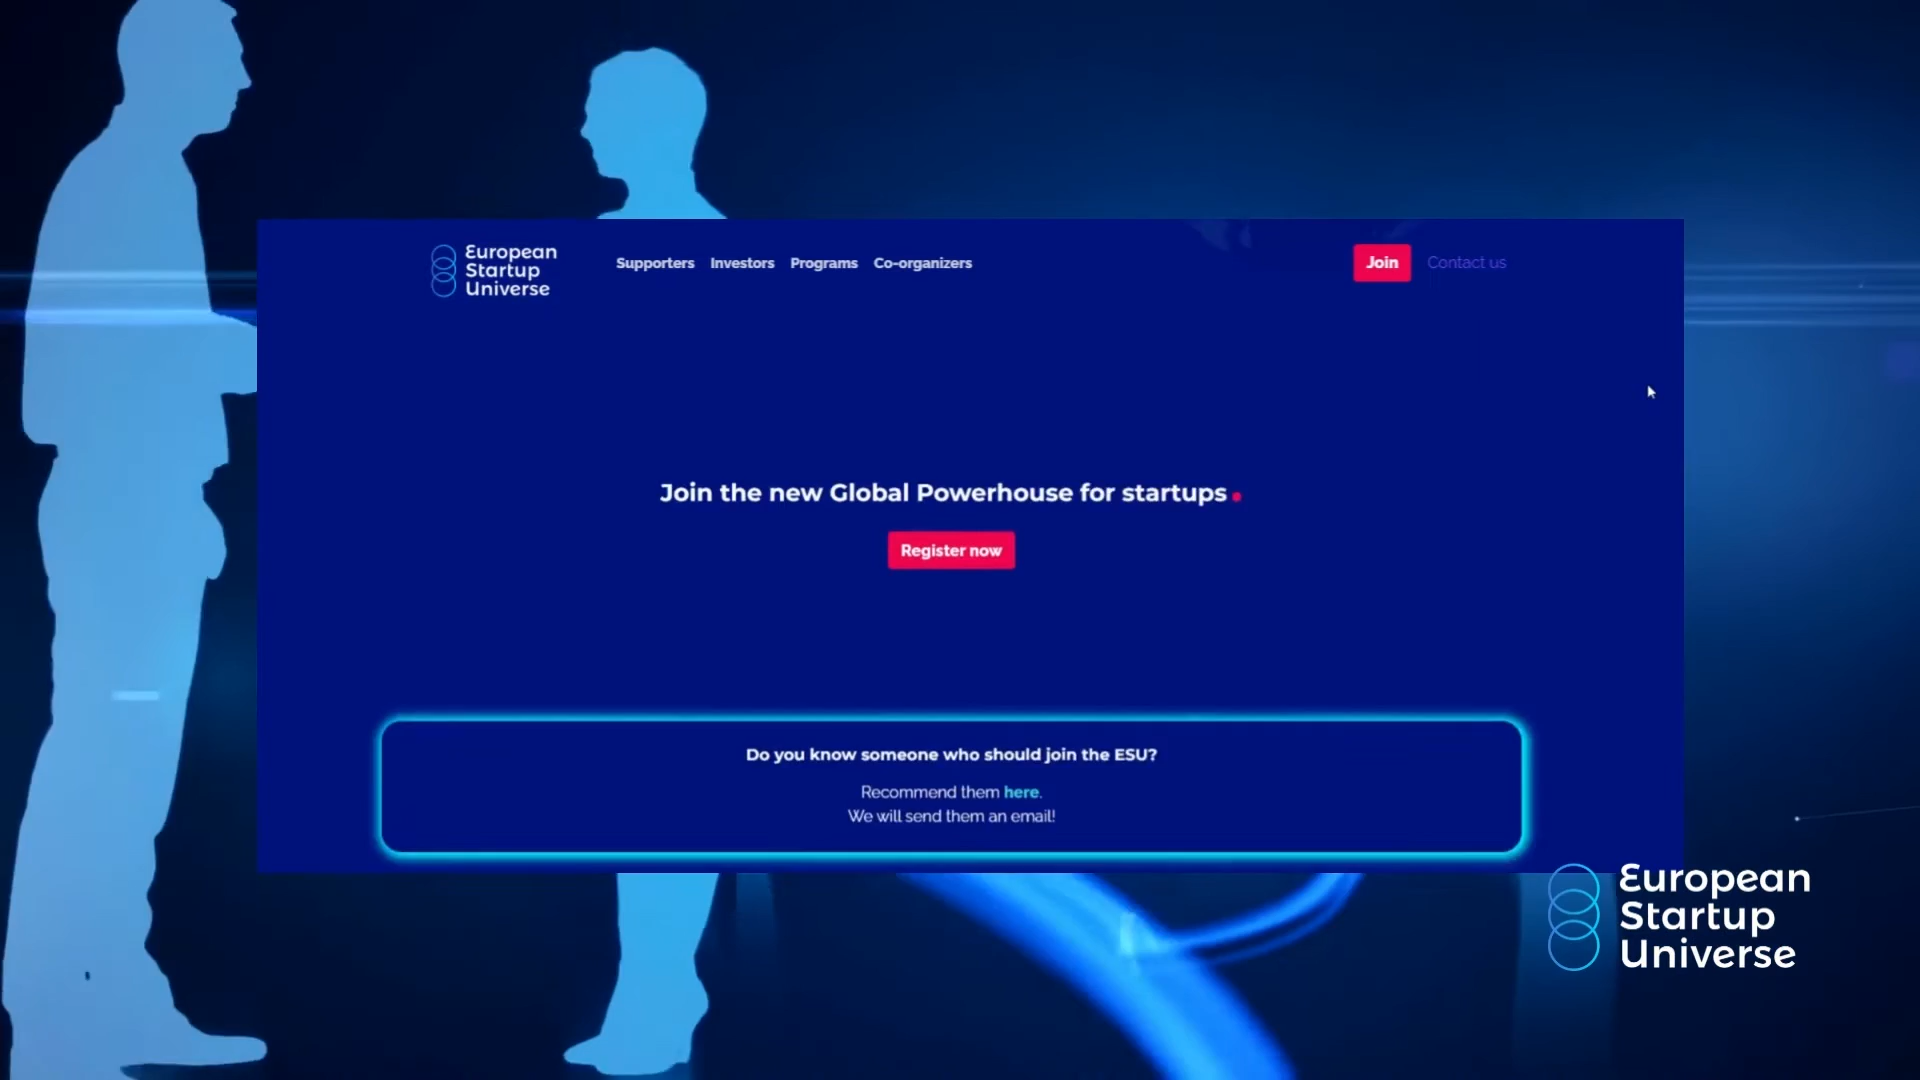 European
Startup
Universe
Supporters Investors Programs Co-organizers
Join Contact us
Join the new Global Powerhouse for startups.
Register now
Do you know someone who should join the ESU?
Recommend them here.
We will send them an email!
European
Startup
Universe